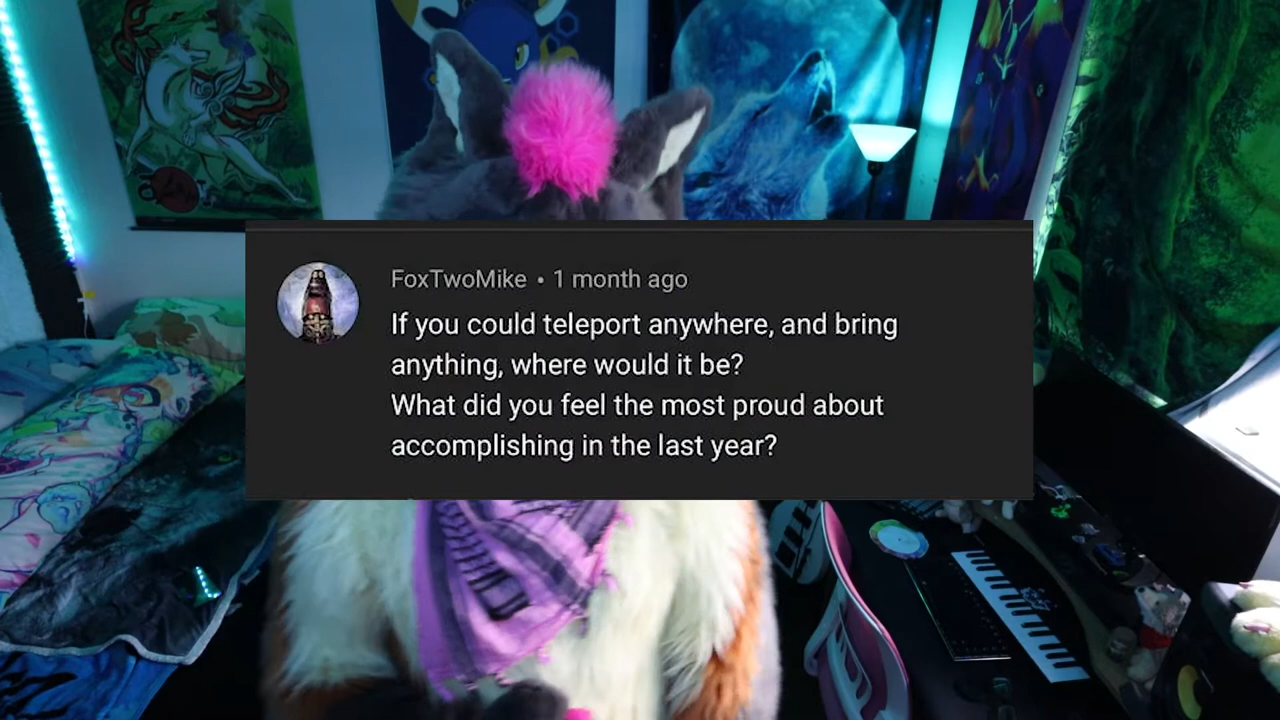 FoxTwoMike • 1 month ago
If you could teleport anywhere, and bring
anything, where would it be?
What did you feel the most proud about
accomplishing in the last year?